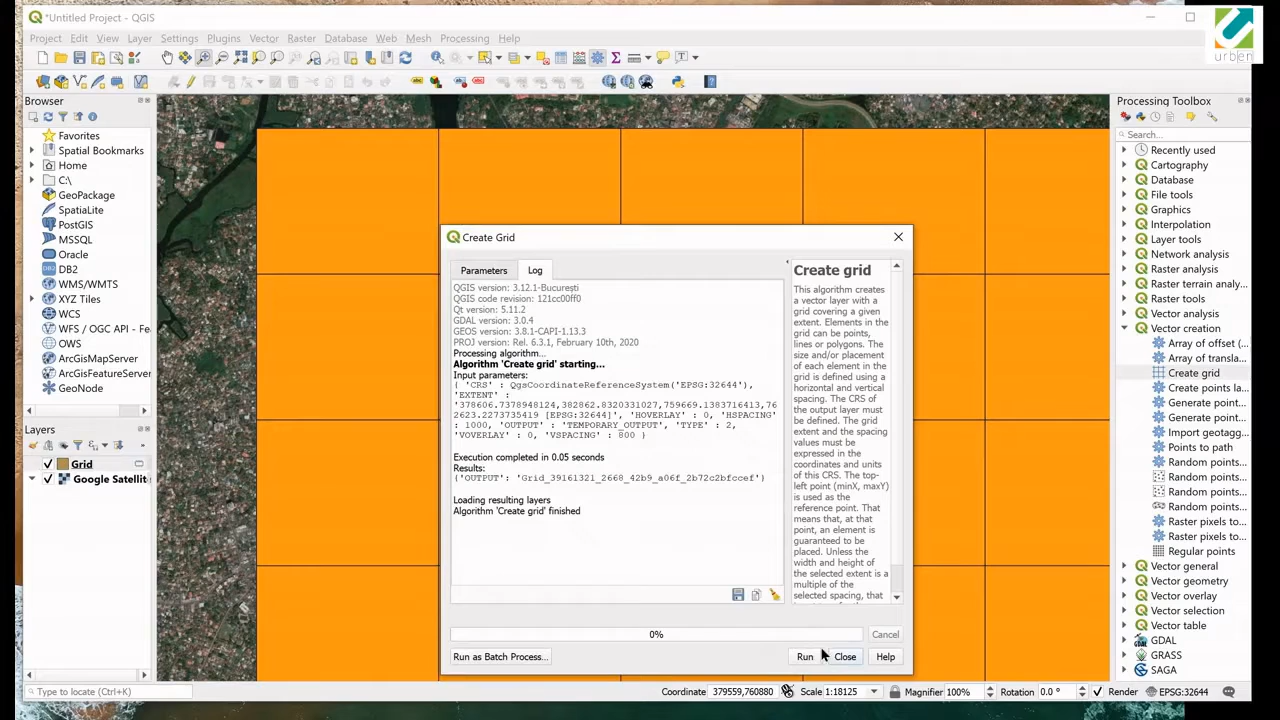 *Untitled Project - QGIS
urben
Project Edit View Layer Settings Plugins Vector Raster Database Web Mesh Processing Help
Browser
Favorites
Spatial Bookmarks
Home
C:\
GeoPackage
SpatiaLite
PostGIS
MSSQL
Oracle
DB2
WMS/WMTS
XYZ Tiles
WCS
WFS / OGC API - Fe
OWS
ArcGisMapServer
ArcGisFeatureServer
GeoNode
Layers
Grid
Google Satellit
Create Grid
Parameters Log
QGIS version: 3.12.1-București
QGIS code revision: 121cc00ff0
Qt version: 5.11.2
GDAL version: 3.0.4
GEOS version: 3.8.1-CAPI-1.13.3
PROJ version: Rel. 6.3.1, February 10th, 2020
Processing algorithm…
Algorithm 'Create grid' starting…
Input parameters:
{ 'CRS' : QgsCoordinateReferenceSystem('EPSG:32644'),
'EXTENT' :
'378606.7378948124,382862.8320331027,759669.1383716413,76
2623.2273735419 [EPSG:32644]', 'HOVERLAY' : 0, 'HSPACING'
: 1000, 'OUTPUT' : 'TEMPORARY_OUTPUT', 'TYPE' : 2,
'VOVERLAY' : 0, 'VSPACING' : 800 }
Execution completed in 0.05 seconds
Results:
{'OUTPUT': 'Grid_39161321_2668_42b9_a06f_2b72c2bfccef'}
Loading resulting layers
Algorithm 'Create grid' finished
Create grid
This algorithm creates
a vector layer with a
grid covering a given
extent. Elements in the
grid can be points,
lines or polygons. The
size and/or placement
of each element in the
grid is defined using a
horizontal and vertical
spacing. The CRS of
the output layer must
be defined. The grid
extent and the spacing
values must be
expressed in the
coordinates and units
of this CRS. The top-
left point (minX, maxY)
is used as the
reference point. That
means that, at that
point, an element is
guaranteed to be
placed. Unless the
width and height of
the selected extent is a
multiple of the
selected spacing, that
0%
Cancel
Run as Batch Process…
Run
Close
Help
Processing Toolbox
Search…
Recently used
Cartography
Database
File tools
Graphics
Interpolation
Layer tools
Network analysis
Raster analysis
Raster terrain analy
Raster tools
Vector analysis
Vector creation
Array of offset (…
Array of transla…
Create grid
Create points la…
Generate point…
Generate point…
Import geotagg…
Points to path
Random points…
Random points…
Random points…
Random points…
Raster pixels to…
Raster pixels to…
Regular points
Vector general
Vector geometry
Vector overlay
Vector selection
Vector table
GDAL
GRASS
SAGA
Type to locate (Ctrl+K)
Coordinate 379559,760880 Scale 1:18125 Magnifier 100% Rotation 0.0 ° Render EPSG:32644